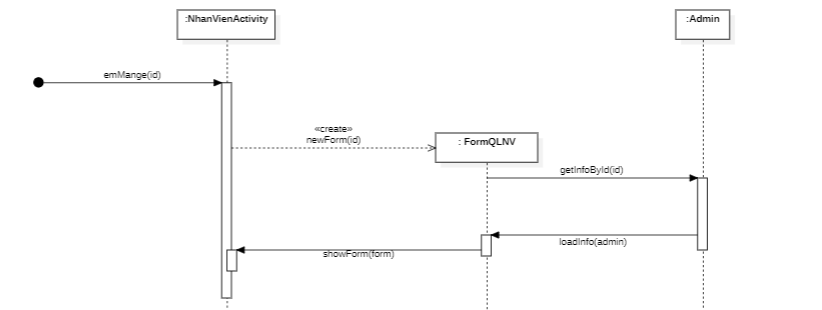 :NhanVienActivity
:Admin
emMange(id)
«create»
newForm(id)
: FormQLNV
getInfoById(id)
loadInfo(admin)
showForm(form)